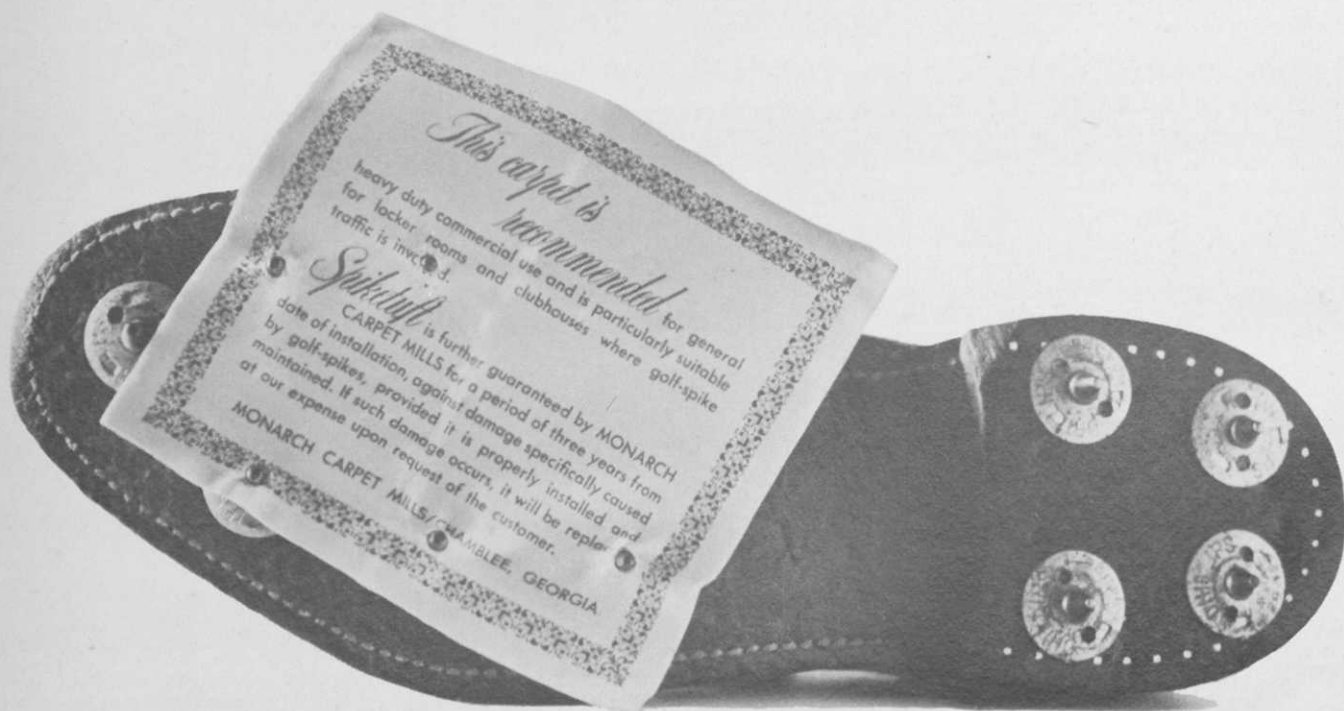 This carpet is
recommended for general
heavy duty commercial use and is particularly suitable
for locker rooms and clubhouses where golf-spike
traffic is
Spiketuft is further guaranteed by MONARCH
CARPET MILLS for a period of three years from
date of installation, against damage specifically caused
by golf-spikes, provided it is properly installed and
maintained. If such damage occurs, it will be
at our expense upon request of the customer.
MONARCH CARPET MILLS/CHAMBLEE, GEORGIA
PHILLIPS